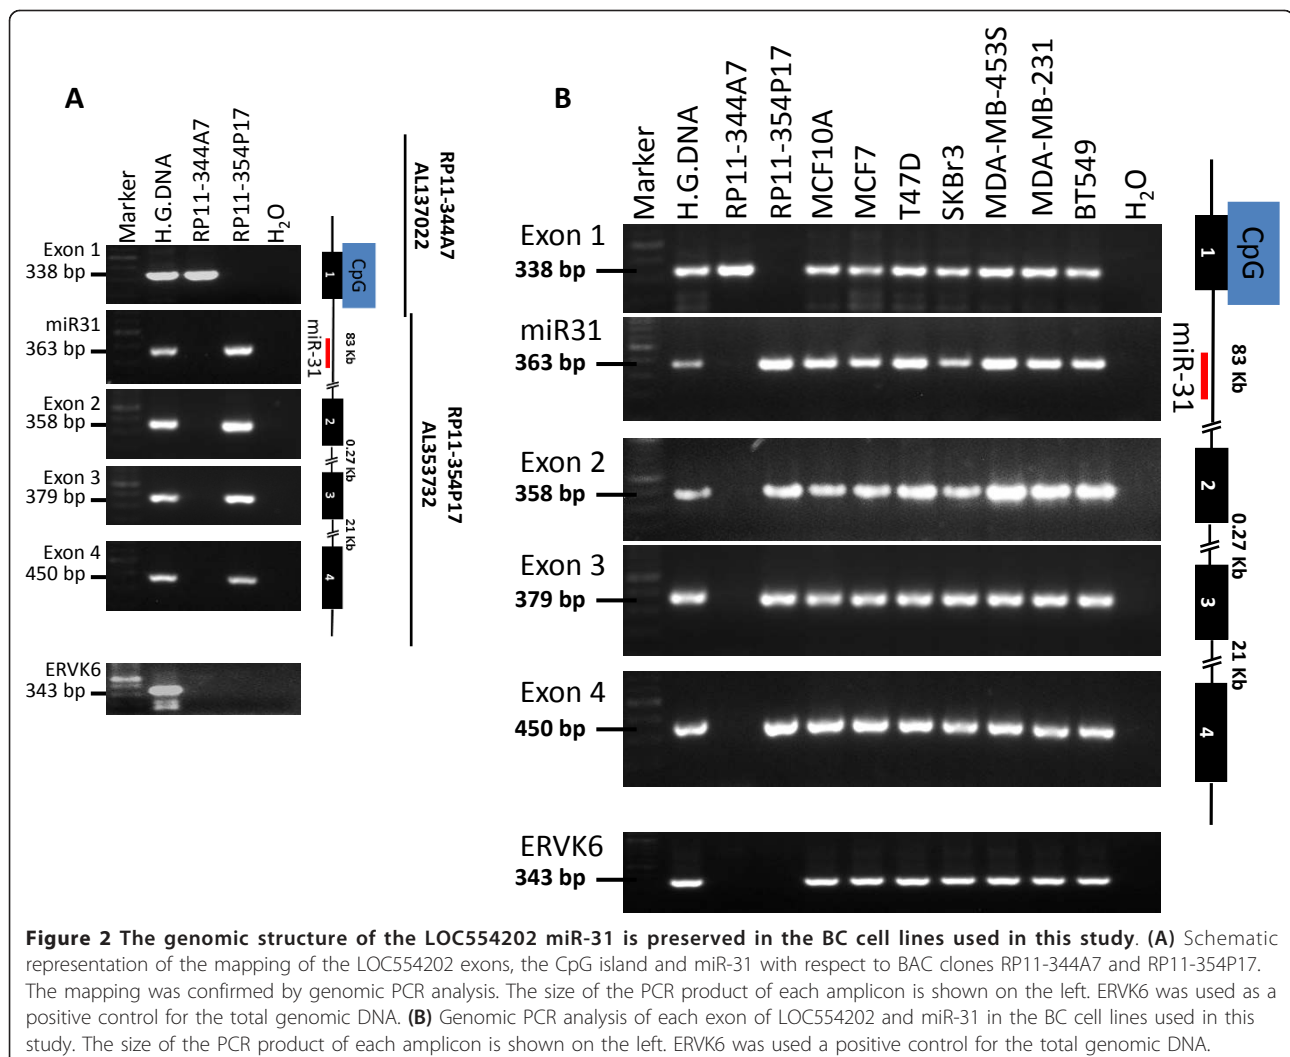 A
Marker
H.G.DNA
RP11-344A7
RP11-354P17
H2O
Exon 1
338 bp
miR31
363 bp
Exon 2
358 bp
Exon 3
379 bp
Exon 4
450 bp
ERVK6
343 bp
1
CpG
miR-31
83 Kb
2
0.27 Kb
3
21 Kb
4
RP11-344A7
AL137022
RP11-354P17
AL353732
B
Marker
H.G.DNA
RP11-344A7
RP11-354P17
MCF10A
MCF7
T47D
SKBr3
MDA-MB-453S
MDA-MB-231
BT549
H2O
Exon 1
338 bp
miR31
363 bp
Exon 2
358 bp
Exon 3
379 bp
Exon 4
450 bp
ERVK6
343 bp
1
CpG
miR-31
83 Kb
2
0.27 Kb
3
21 Kb
4
Figure 2 The genomic structure of the LOC554202 miR-31 is preserved in the BC cell lines used in this study. (A) Schematic
representation of the mapping of the LOC554202 exons, the CpG island and miR-31 with respect to BAC clones RP11-344A7 and RP11-354P17.
The mapping was confirmed by genomic PCR analysis. The size of the PCR product of each amplicon is shown on the left. ERVK6 was used as a
positive control for the total genomic DNA. (B) Genomic PCR analysis of each exon of LOC554202 and miR-31 in the BC cell lines used in this
study. The size of the PCR product of each amplicon is shown on the left. ERVK6 was used a positive control for the total genomic DNA.